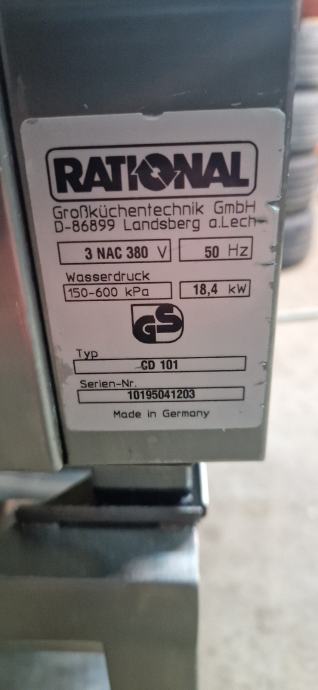 RATIONAL
Großküchentechnik GmbH
D-86899 Landsberg a.Lech
3 NAC 380 V 50 Hz
Wasserdruck
150-600 kPa 18,4 kW
GS
Typ
CD 101
Serien-Nr.
10195041203
Made in Germany